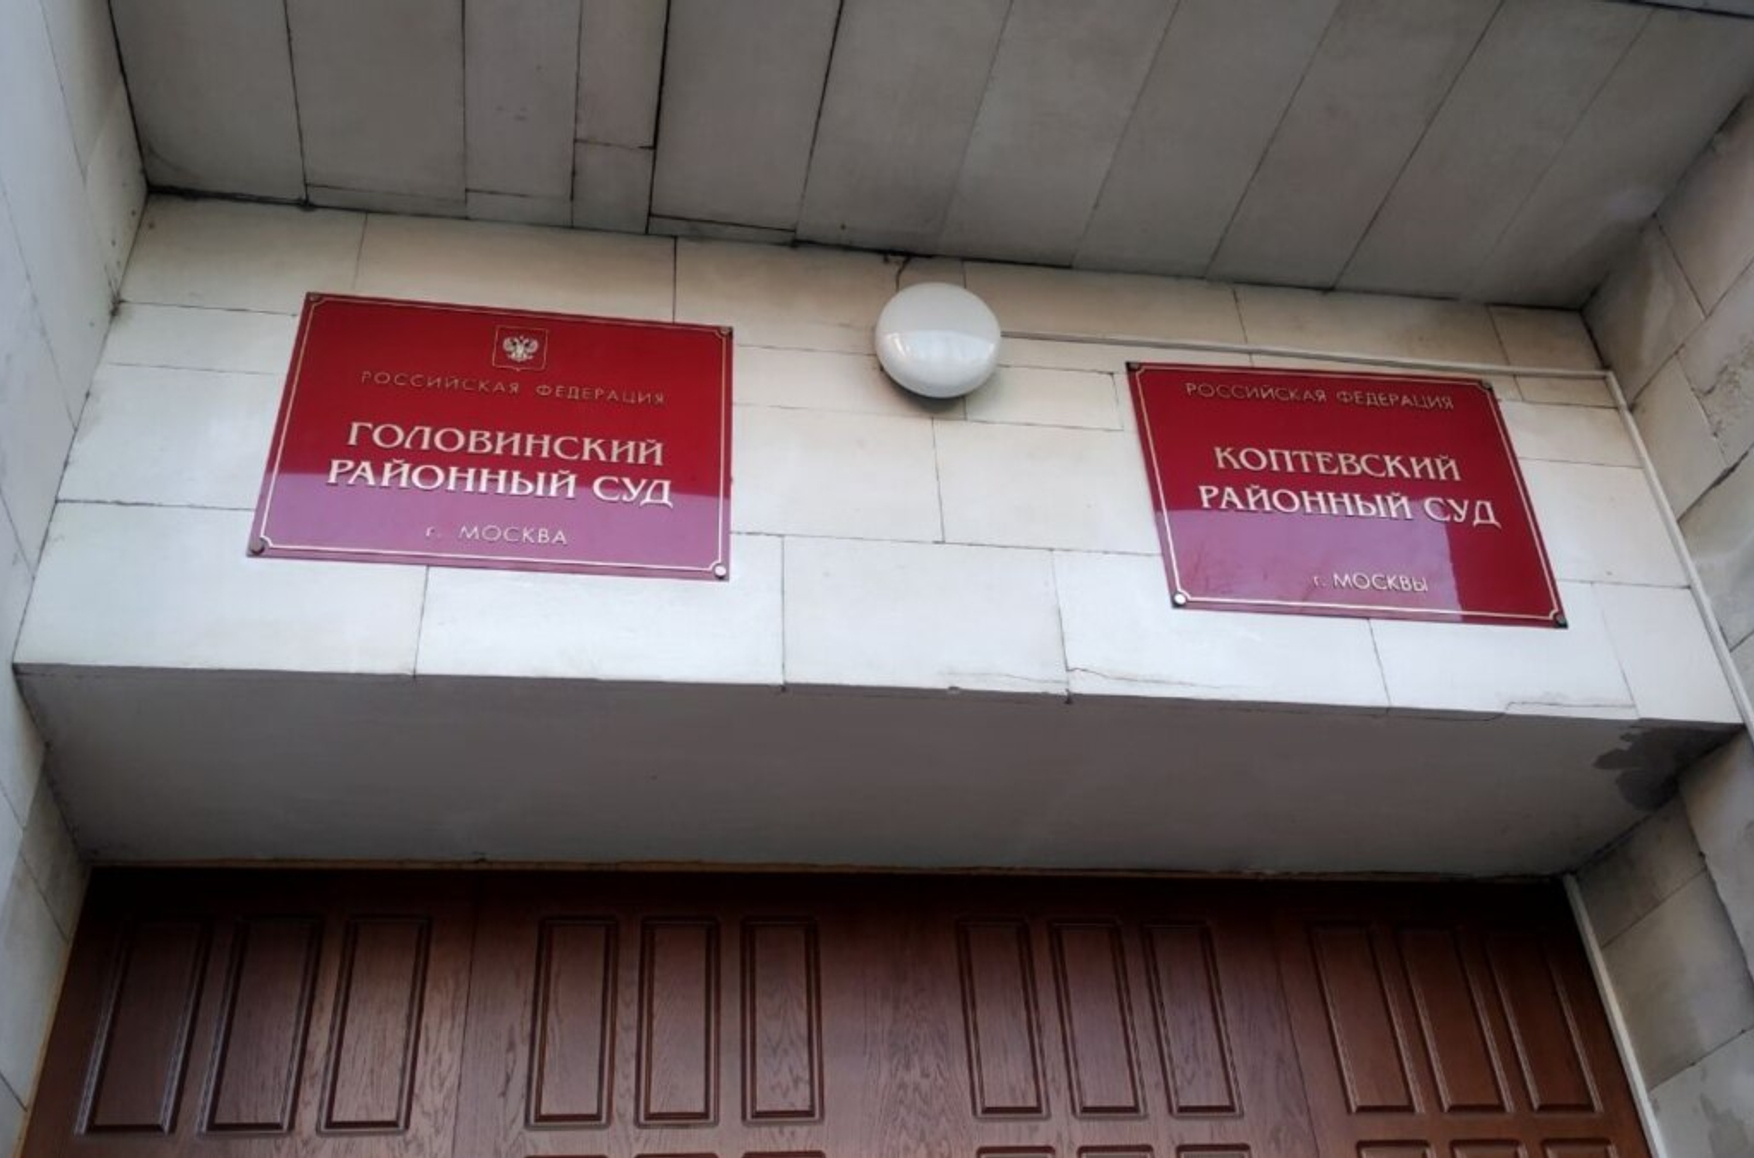 РОССИЙСКАЯ ФЕДЕРАЦИЯ
ГОЛОВИНСКИЙ
РАЙОННЫЙ СУД
г. МОСКВА
РОССИЙСКАЯ ФЕДЕРАЦИЯ
КОПТЕВСКИЙ
РАЙОННЫЙ СУД
г. МОСКВЫ